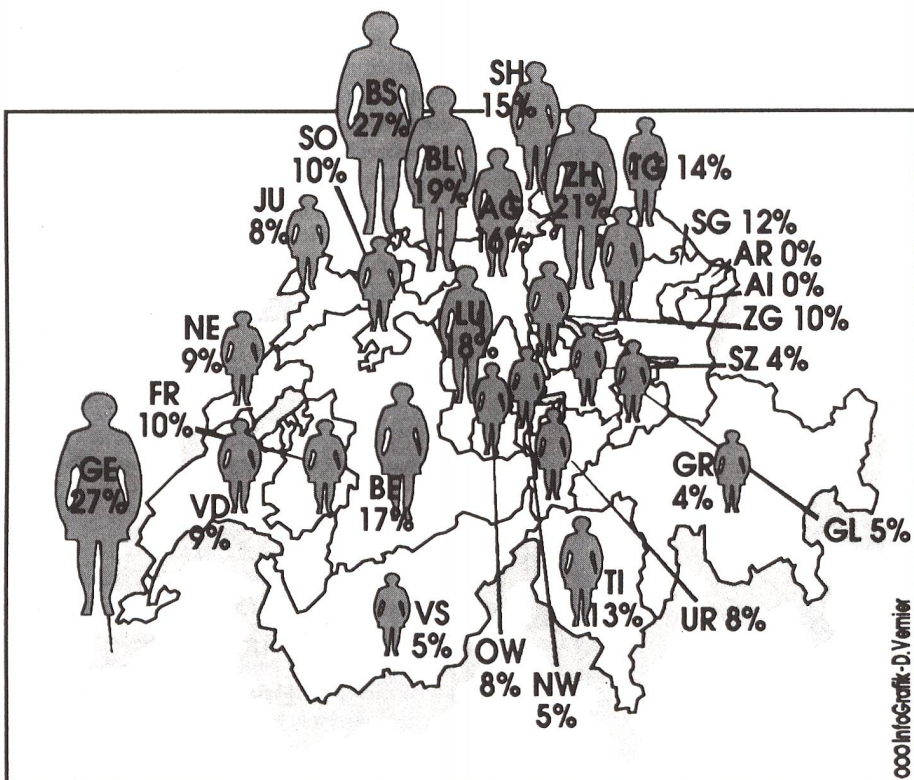 BS
27%
SH
15%
SO
10%
BL
19%
AG
16%
ZH
21%
TG 14%
JU
8%
SG 12%
AR 0%
AI 0%
ZG 10%
LU
18%
NE
9%
SZ 4%
FR
10%
GE
27%
VD
9%
BE
17%
GR
4%
GL 5%
VS
5%
TI
13%
UR 8%
OW
8%
NW
5%
OOO InfoGrafik - D. Vernier